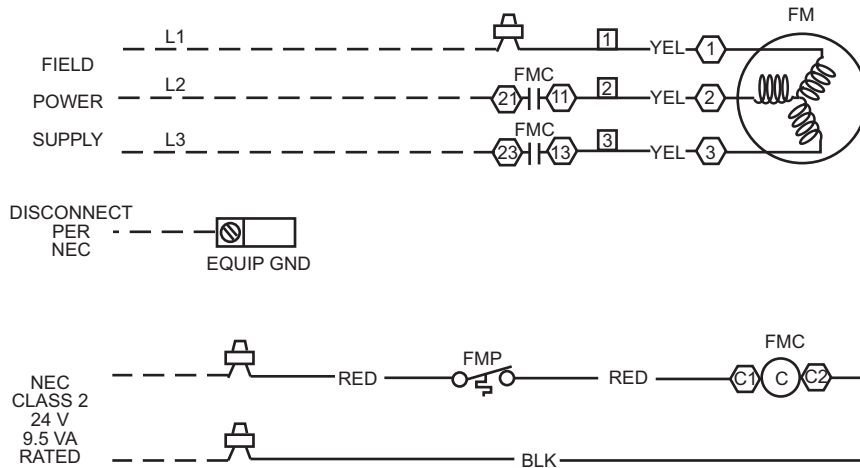 FM
L1
1
YEL
1
FIELD
POWER
SUPPLY
L2
FMC
21
11
2
YEL
2
L3
FMC
23
13
3
YEL
3
DISCONNECT
PER
NEC
EQUIP GND
NEC
CLASS 2
24 V
9.5 VA
RATED
RED
FMP
RED
FMC
C1
C
C2
BLK